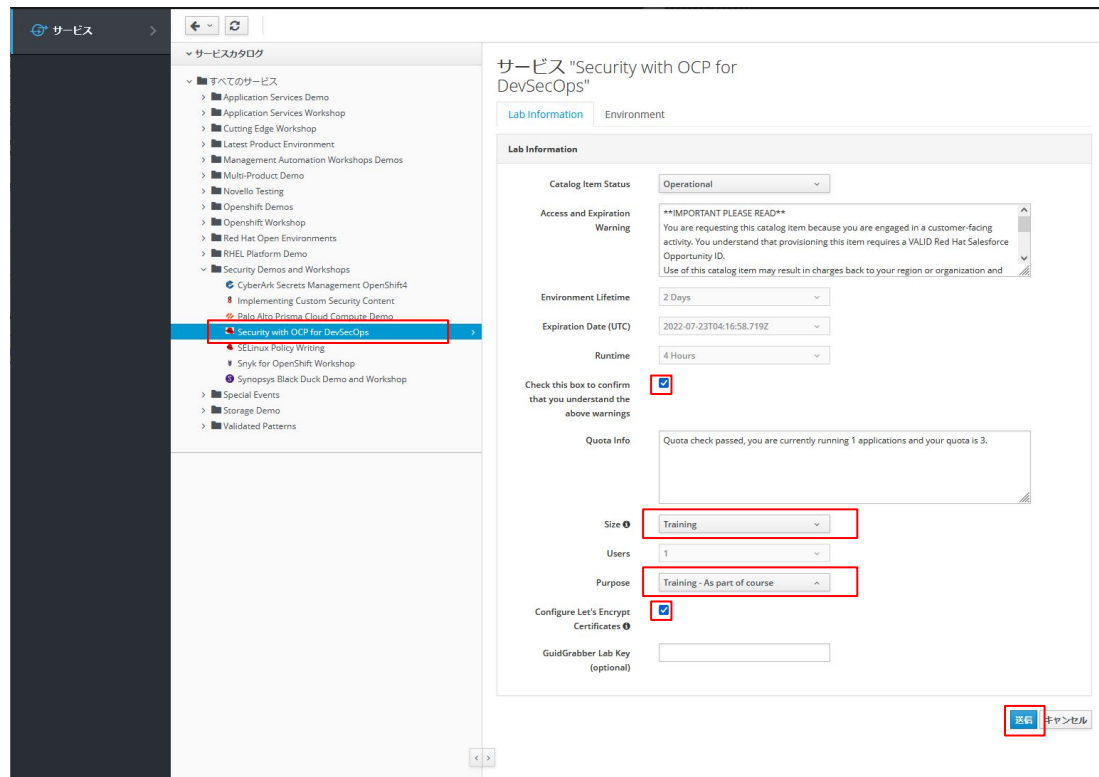 サービス
サービスカタログ
すべてのサービス
Application Services Demo
Application Services Workshop
Cutting Edge Workshop
Latest Product Environment
Management Automation Workshops Demos
Multi-Product Demo
Novello Testing
Openshift Demos
Openshift Workshop
Red Hat Open Environments
RHEL Platform Demo
Security Demos and Workshops
CyberArk Secrets Management OpenShift4
Implementing Custom Security Content
Palo Alto Prisma Cloud Compute Demo
Security with OCP for DevSecOps
SELinux Policy Writing
Snyk for OpenShift Workshop
Synopsys Black Duck Demo and Workshop
Special Events
Storage Demo
Validated Patterns
サービス "Security with OCP for
DevSecOps"
Lab Information Environment
Lab Information
Catalog Item Status Operational
Access and Expiration
Warning
**IMPORTANT PLEASE READ**
You are requesting this catalog item because you are engaged in a customer-facing
activity. You understand that provisioning this item requires a VALID Red Hat Salesforce
Opportunity ID.
Use of this catalog item may result in charges back to your region or organization and
Environment Lifetime 2 Days
Expiration Date (UTC) 2022-07-23T04:16:58.719Z
Runtime 4 Hours
Check this box to confirm
that you understand the
above warnings
Quota Info Quota check passed, you are currently running 1 applications and your quota is 3.
Size Training
Users 1
Purpose Training - As part of course
Configure Let's Encrypt
Certificates
GuidGrabber Lab Key
(optional)
送信 キャンセル